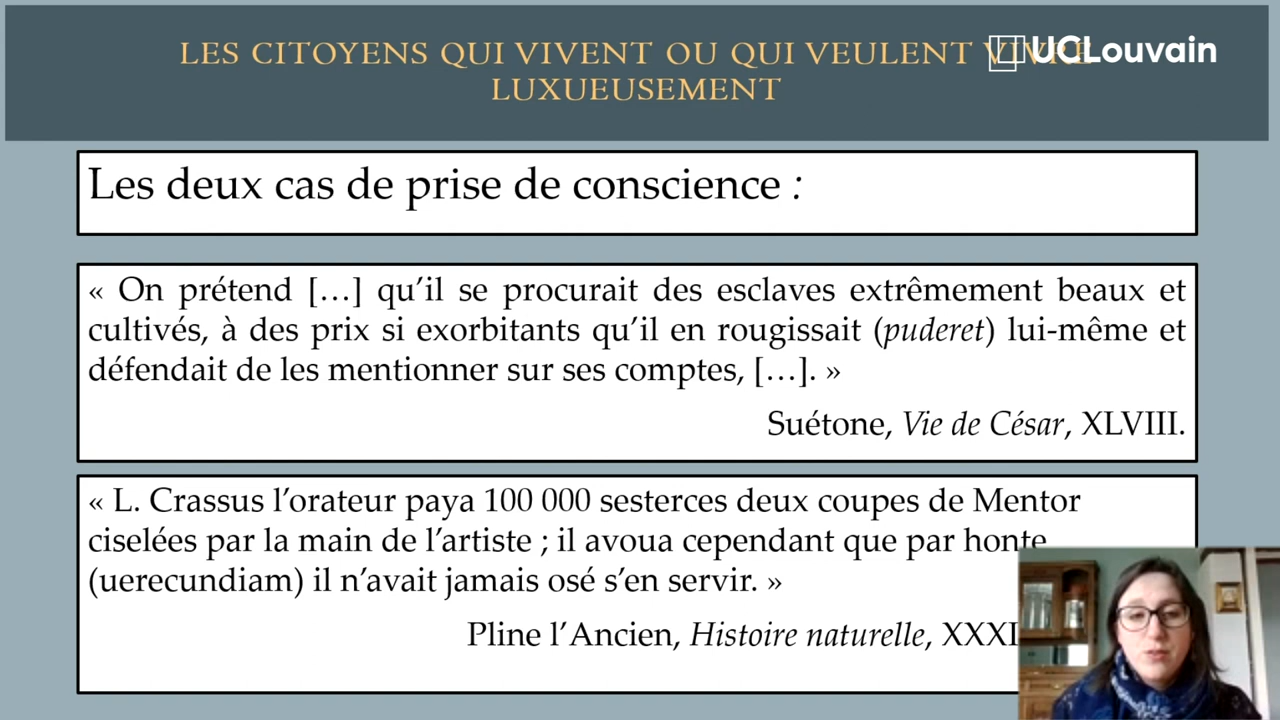 LES CITOYENS QUI VIVENT OU QUI VEULENT VIVRE
UCLouvain
LUXUEUSEMENT
Les deux cas de prise de conscience :
« On prétend […] qu’il se procurait des esclaves extrêmement beaux et
cultivés, à des prix si exorbitants qu’il en rougissait (puderet) lui-même et
défendait de les mentionner sur ses comptes, […]. »
Suétone, Vie de César, XLVIII.
« L. Crassus l’orateur paya 100 000 sesterces deux coupes de Mentor
ciselées par la main de l’artiste ; il avoua cependant que par honte
(uerecundiam) il n’avait jamais osé s’en servir. »
Pline l’Ancien, Histoire naturelle,